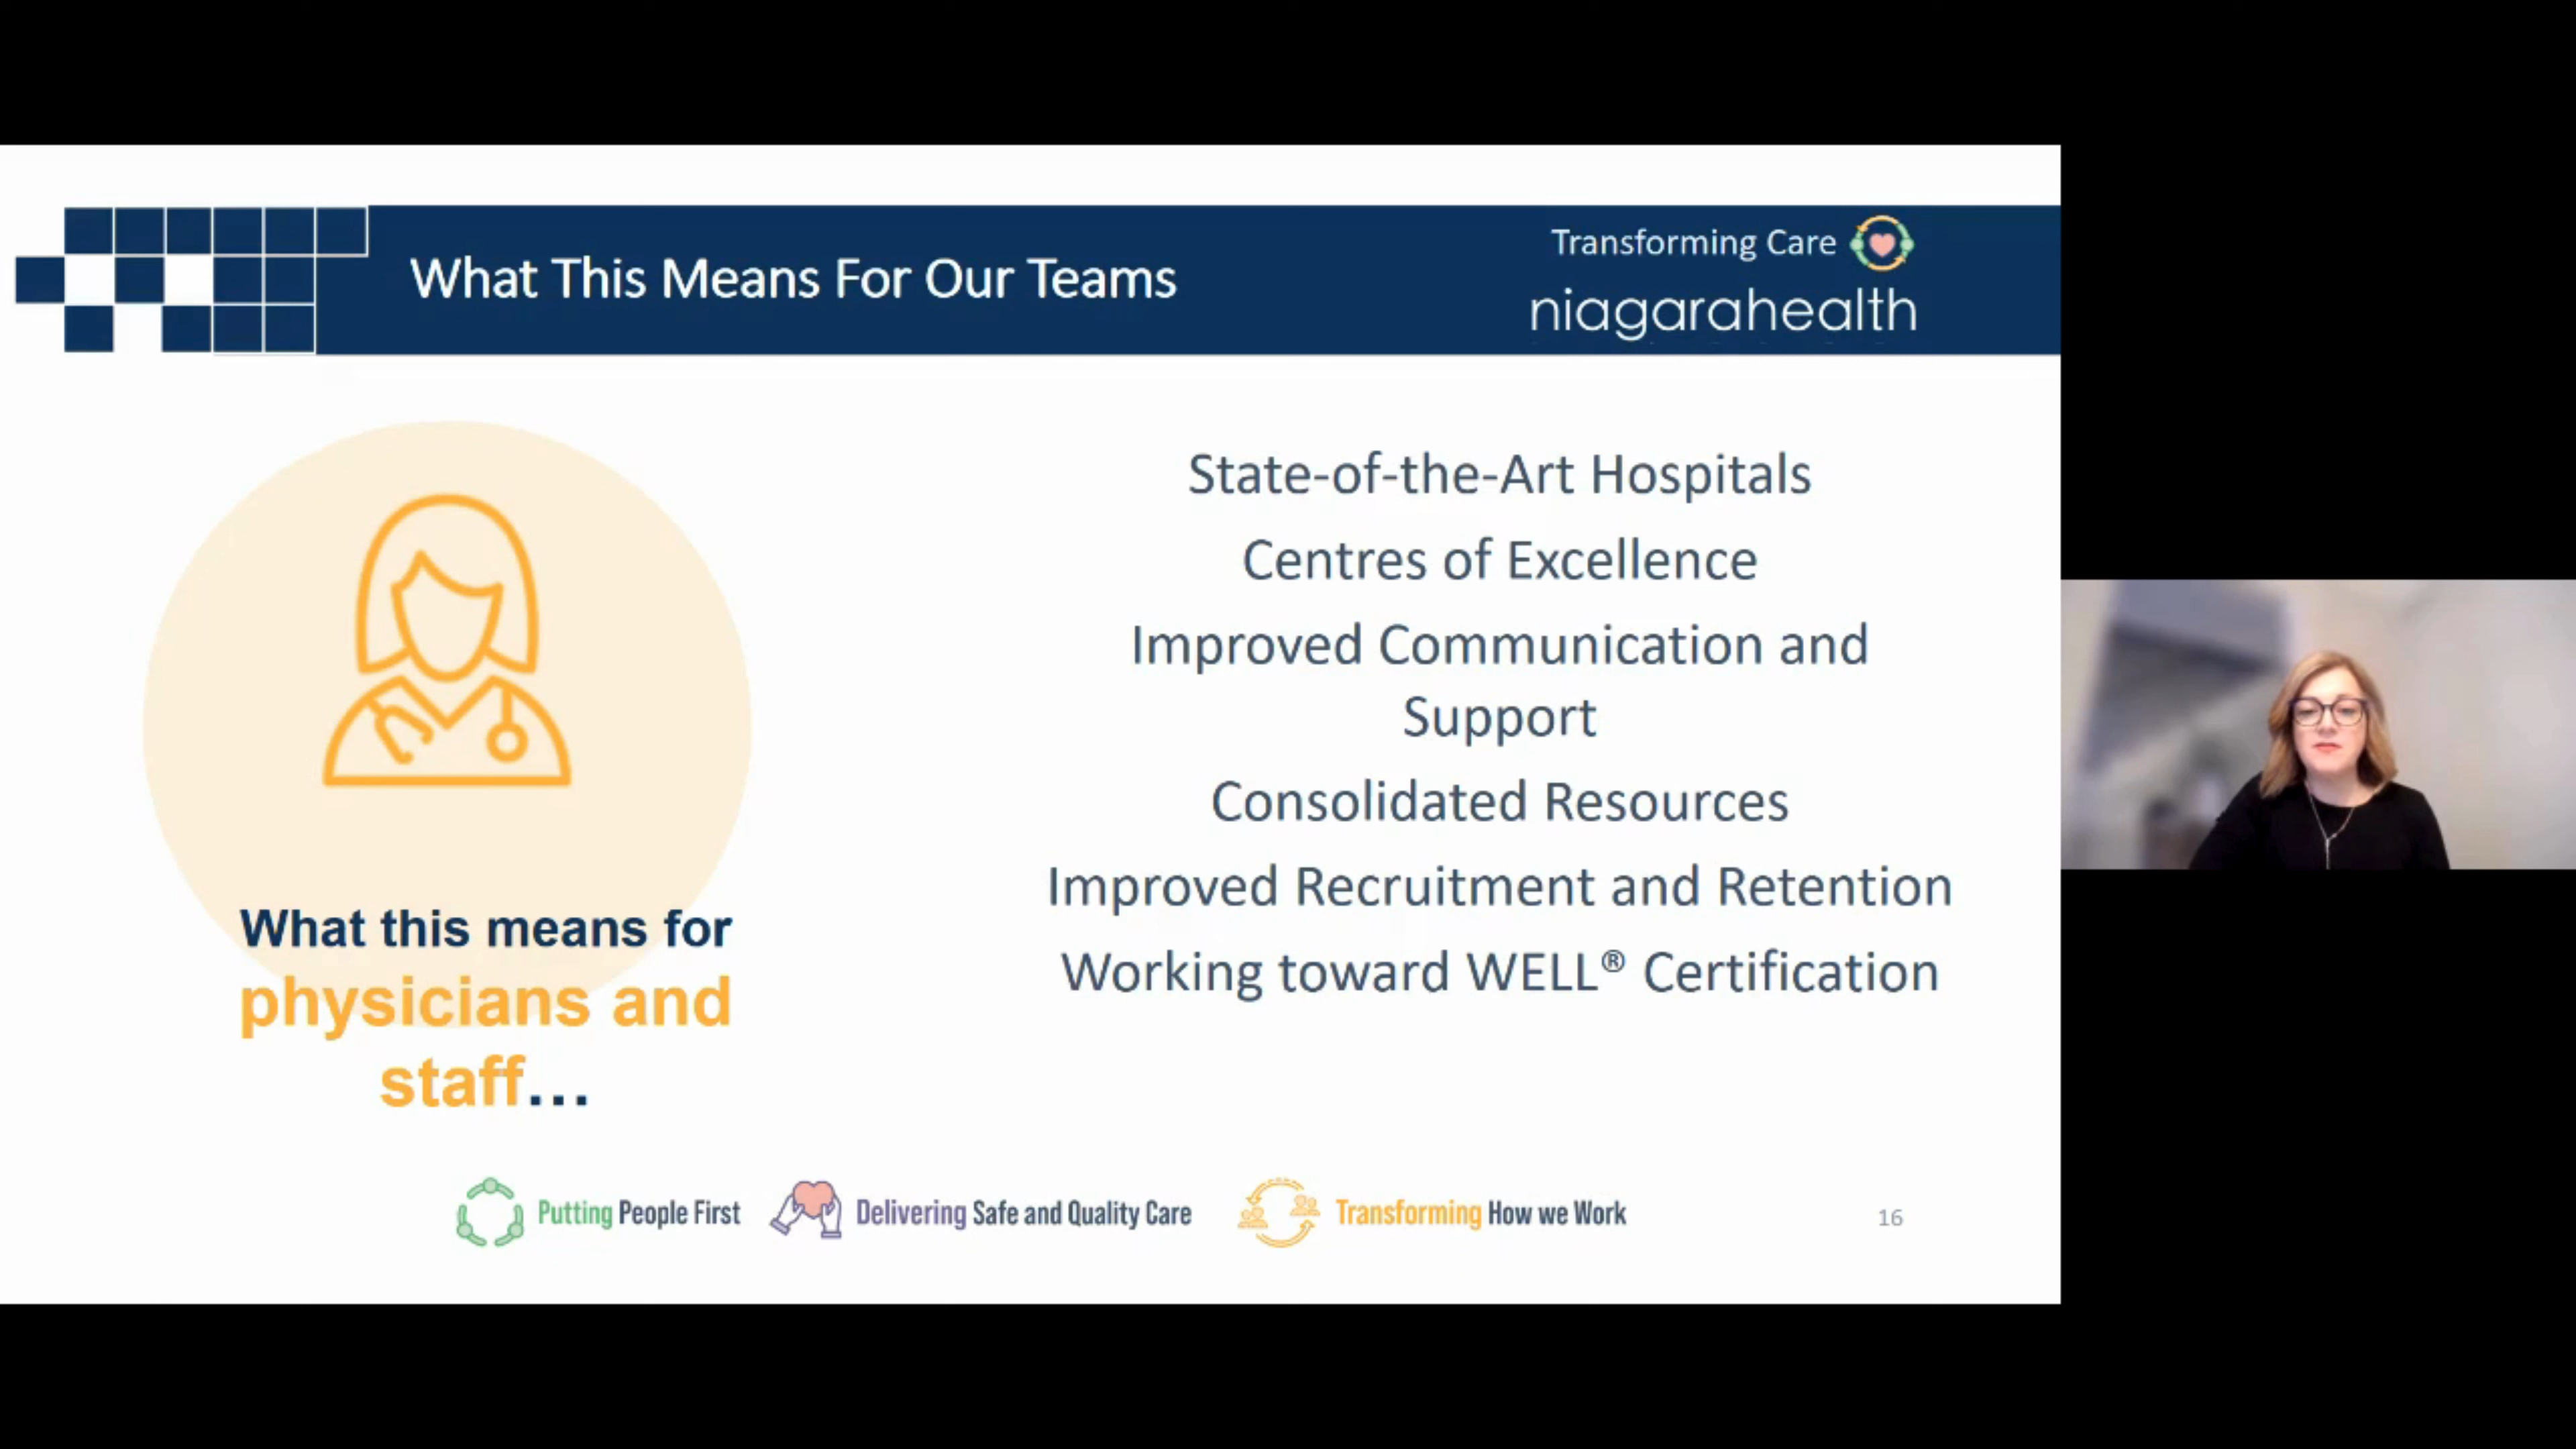 What This Means For Our Teams
Transforming Care
niagarahealth
State-of-the-Art Hospitals
Centres of Excellence
Improved Communication and
Support
Consolidated Resources
Improved Recruitment and Retention
Working toward WELL® Certification
What this means for
physicians and
staff...
Putting People First
Delivering Safe and Quality Care
Transforming How we Work
16